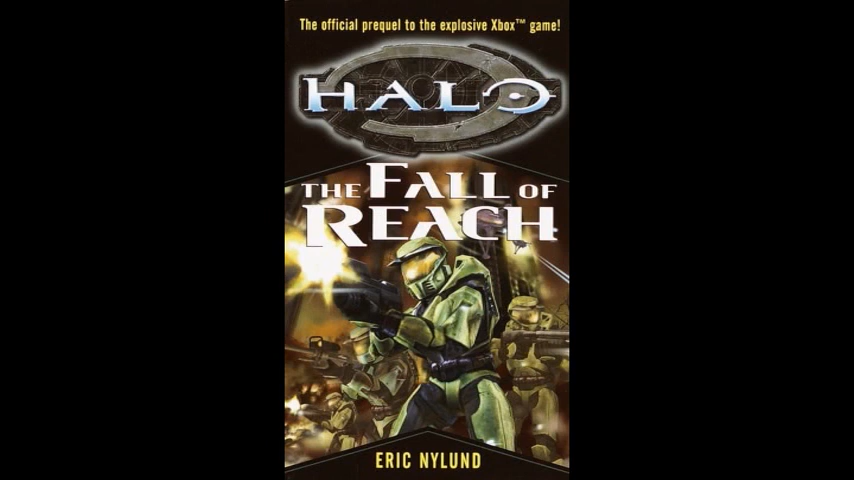 The official prequel to the explosive Xbox™ game!
HALO
THE FALL OF
REACH
ERIC NYLUND